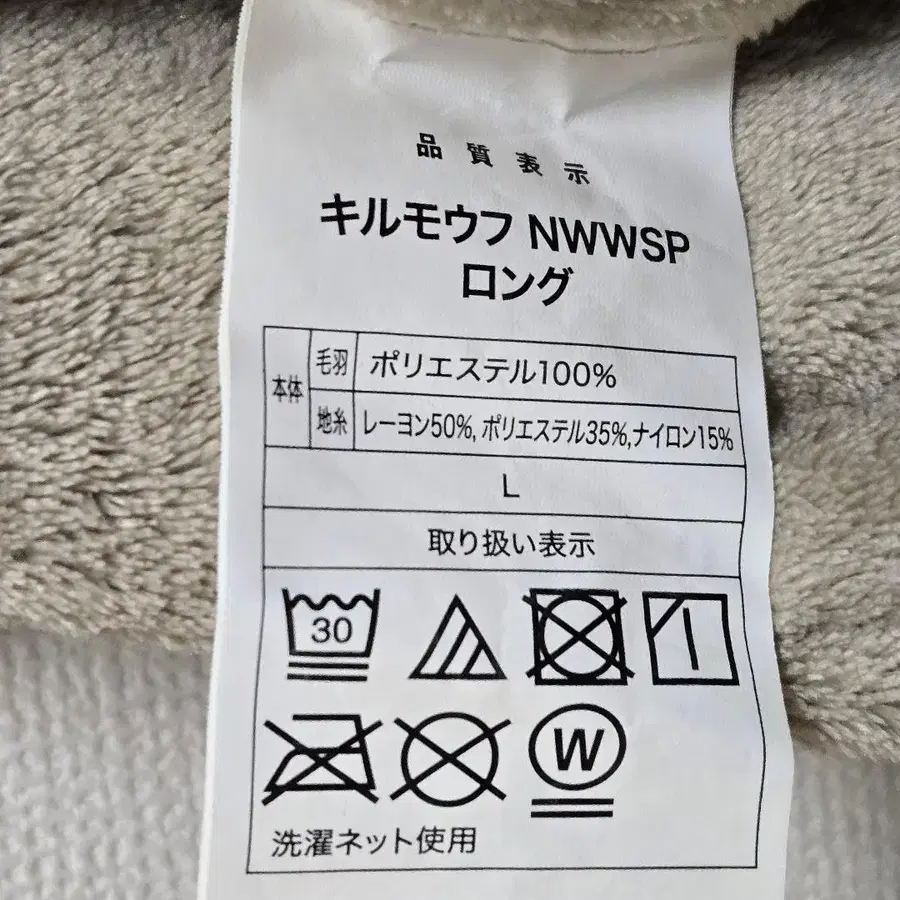 品質表示
キルモウフ NWWSP
ロング
本体 毛羽 ポリエステル100%
地糸 レーヨン50%, ポリエステル35%,ナイロン15%
L
取り扱い表示
30
W
洗濯ネット使用